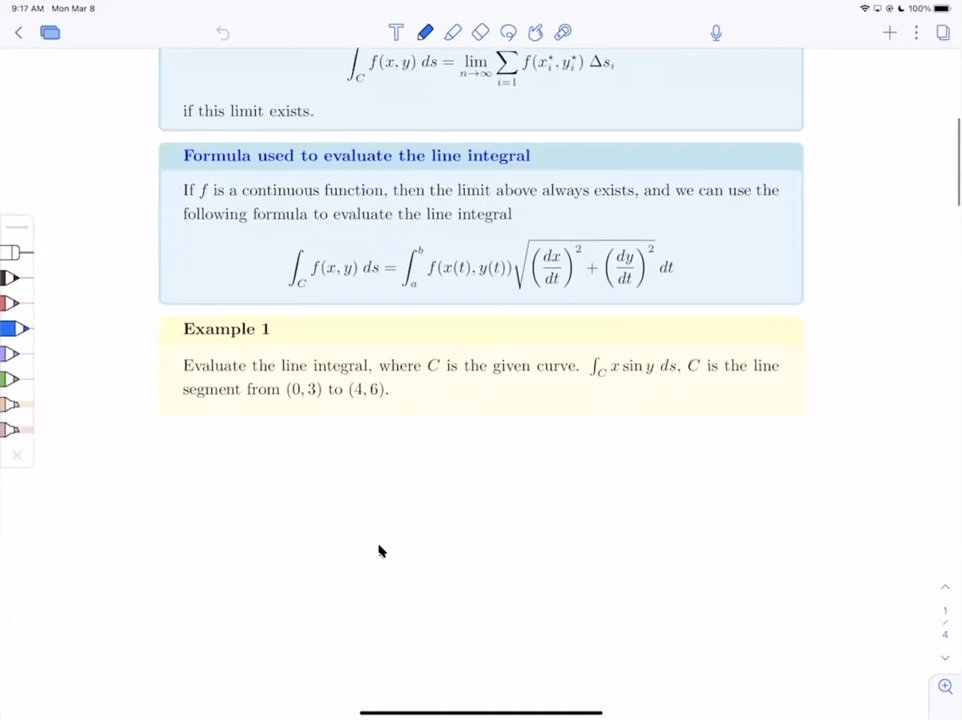 9:17 AM Mon Mar 8
100%
∫_C f(x, y) ds = lim_{n→∞} ∑_{i=1} f(x_i^*, y_i^*) Δs_i
if this limit exists.
Formula used to evaluate the line integral
If f is a continuous function, then the limit above always exists, and we can use the
following formula to evaluate the line integral
∫_C f(x, y) ds = ∫_a^b f(x(t), y(t)) √((dx/dt)^2 + (dy/dt)^2) dt
Example 1
Evaluate the line integral, where C is the given curve. ∫_C x sin y ds, C is the line
segment from (0, 3) to (4, 6).
1
/
4